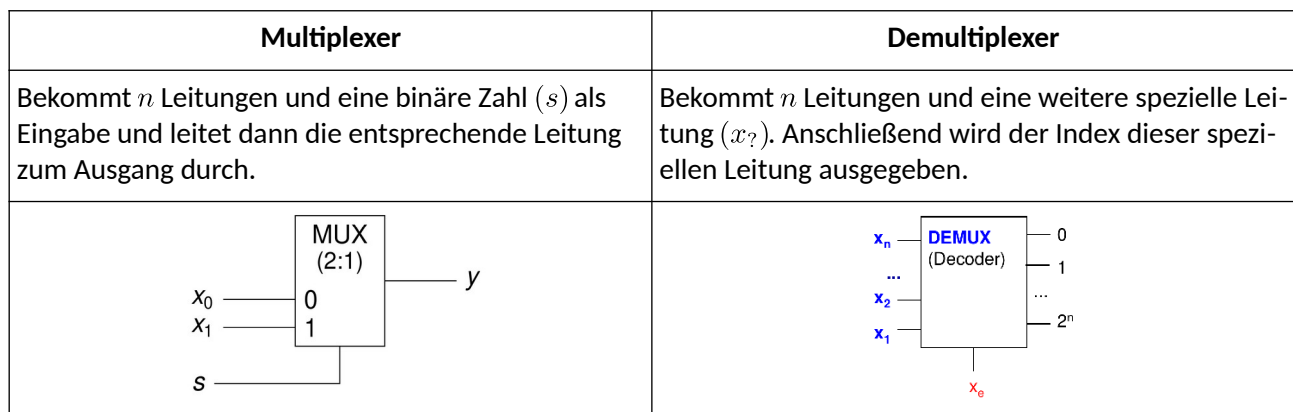 Multiplexer
Demultiplexer
Bekommt n Leitungen und eine binäre Zahl (s) als
Eingabe und leitet dann die entsprechende Leitung
zum Ausgang durch.
Bekommt n Leitungen und eine weitere spezielle Lei-
tung (x?). Anschließend wird der Index dieser spezi-
ellen Leitung ausgegeben.
MUX
(2:1)
x0
0
x1
1
y
s
xn
DEMUX
(Decoder)
0
1
...
...
x2
x1
2ⁿ
xe